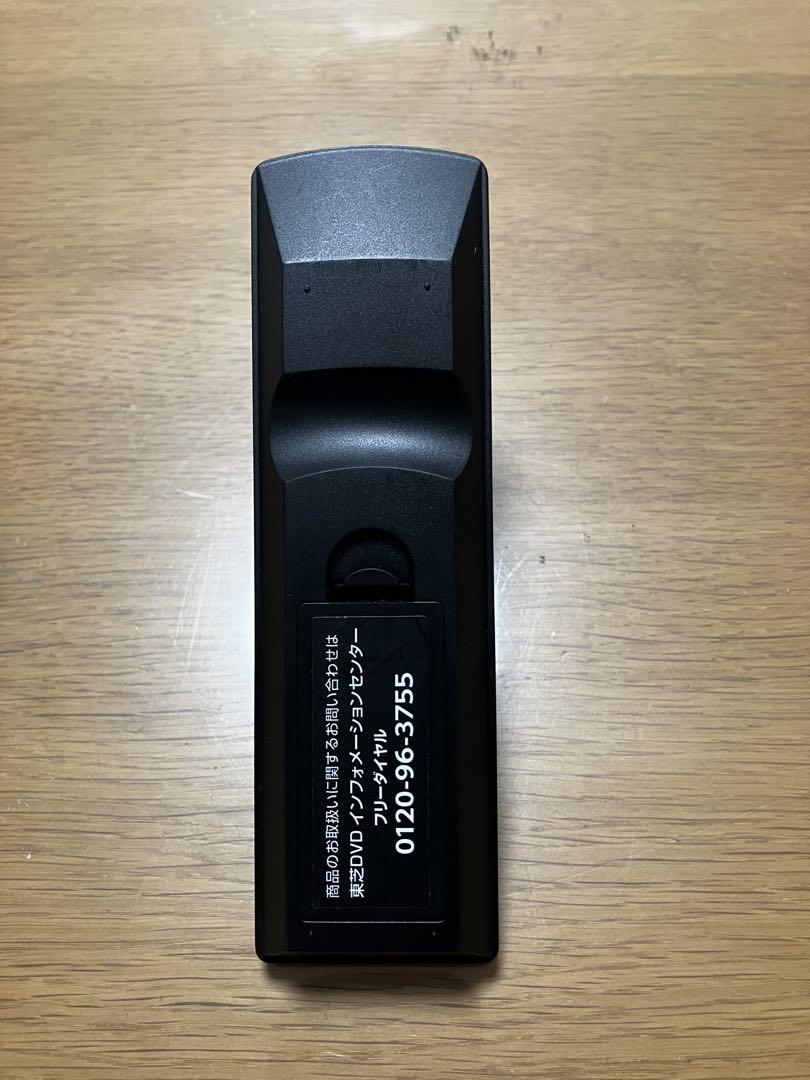 商品のお取扱いに関するお問い合わせは
東芝DVD インフォメーションセンター
フリーダイヤル
0120-96-3755